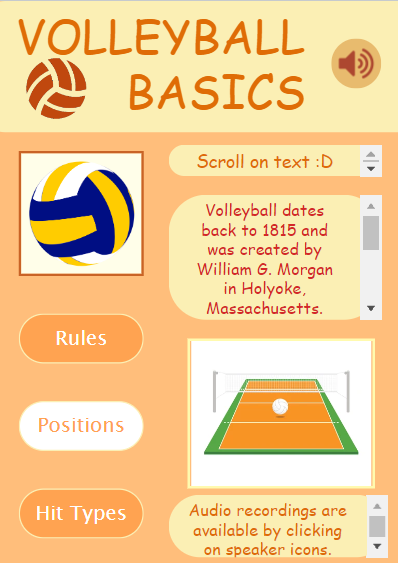 VOLLEYBALL
BASICS
Scroll on text :D
Volleyball dates
back to 1815 and
was created by
William G. Morgan
in Holyoke,
Massachusetts.
Rules
Positions
Hit Types
Audio recordings are
available by clicking
on speaker icons.